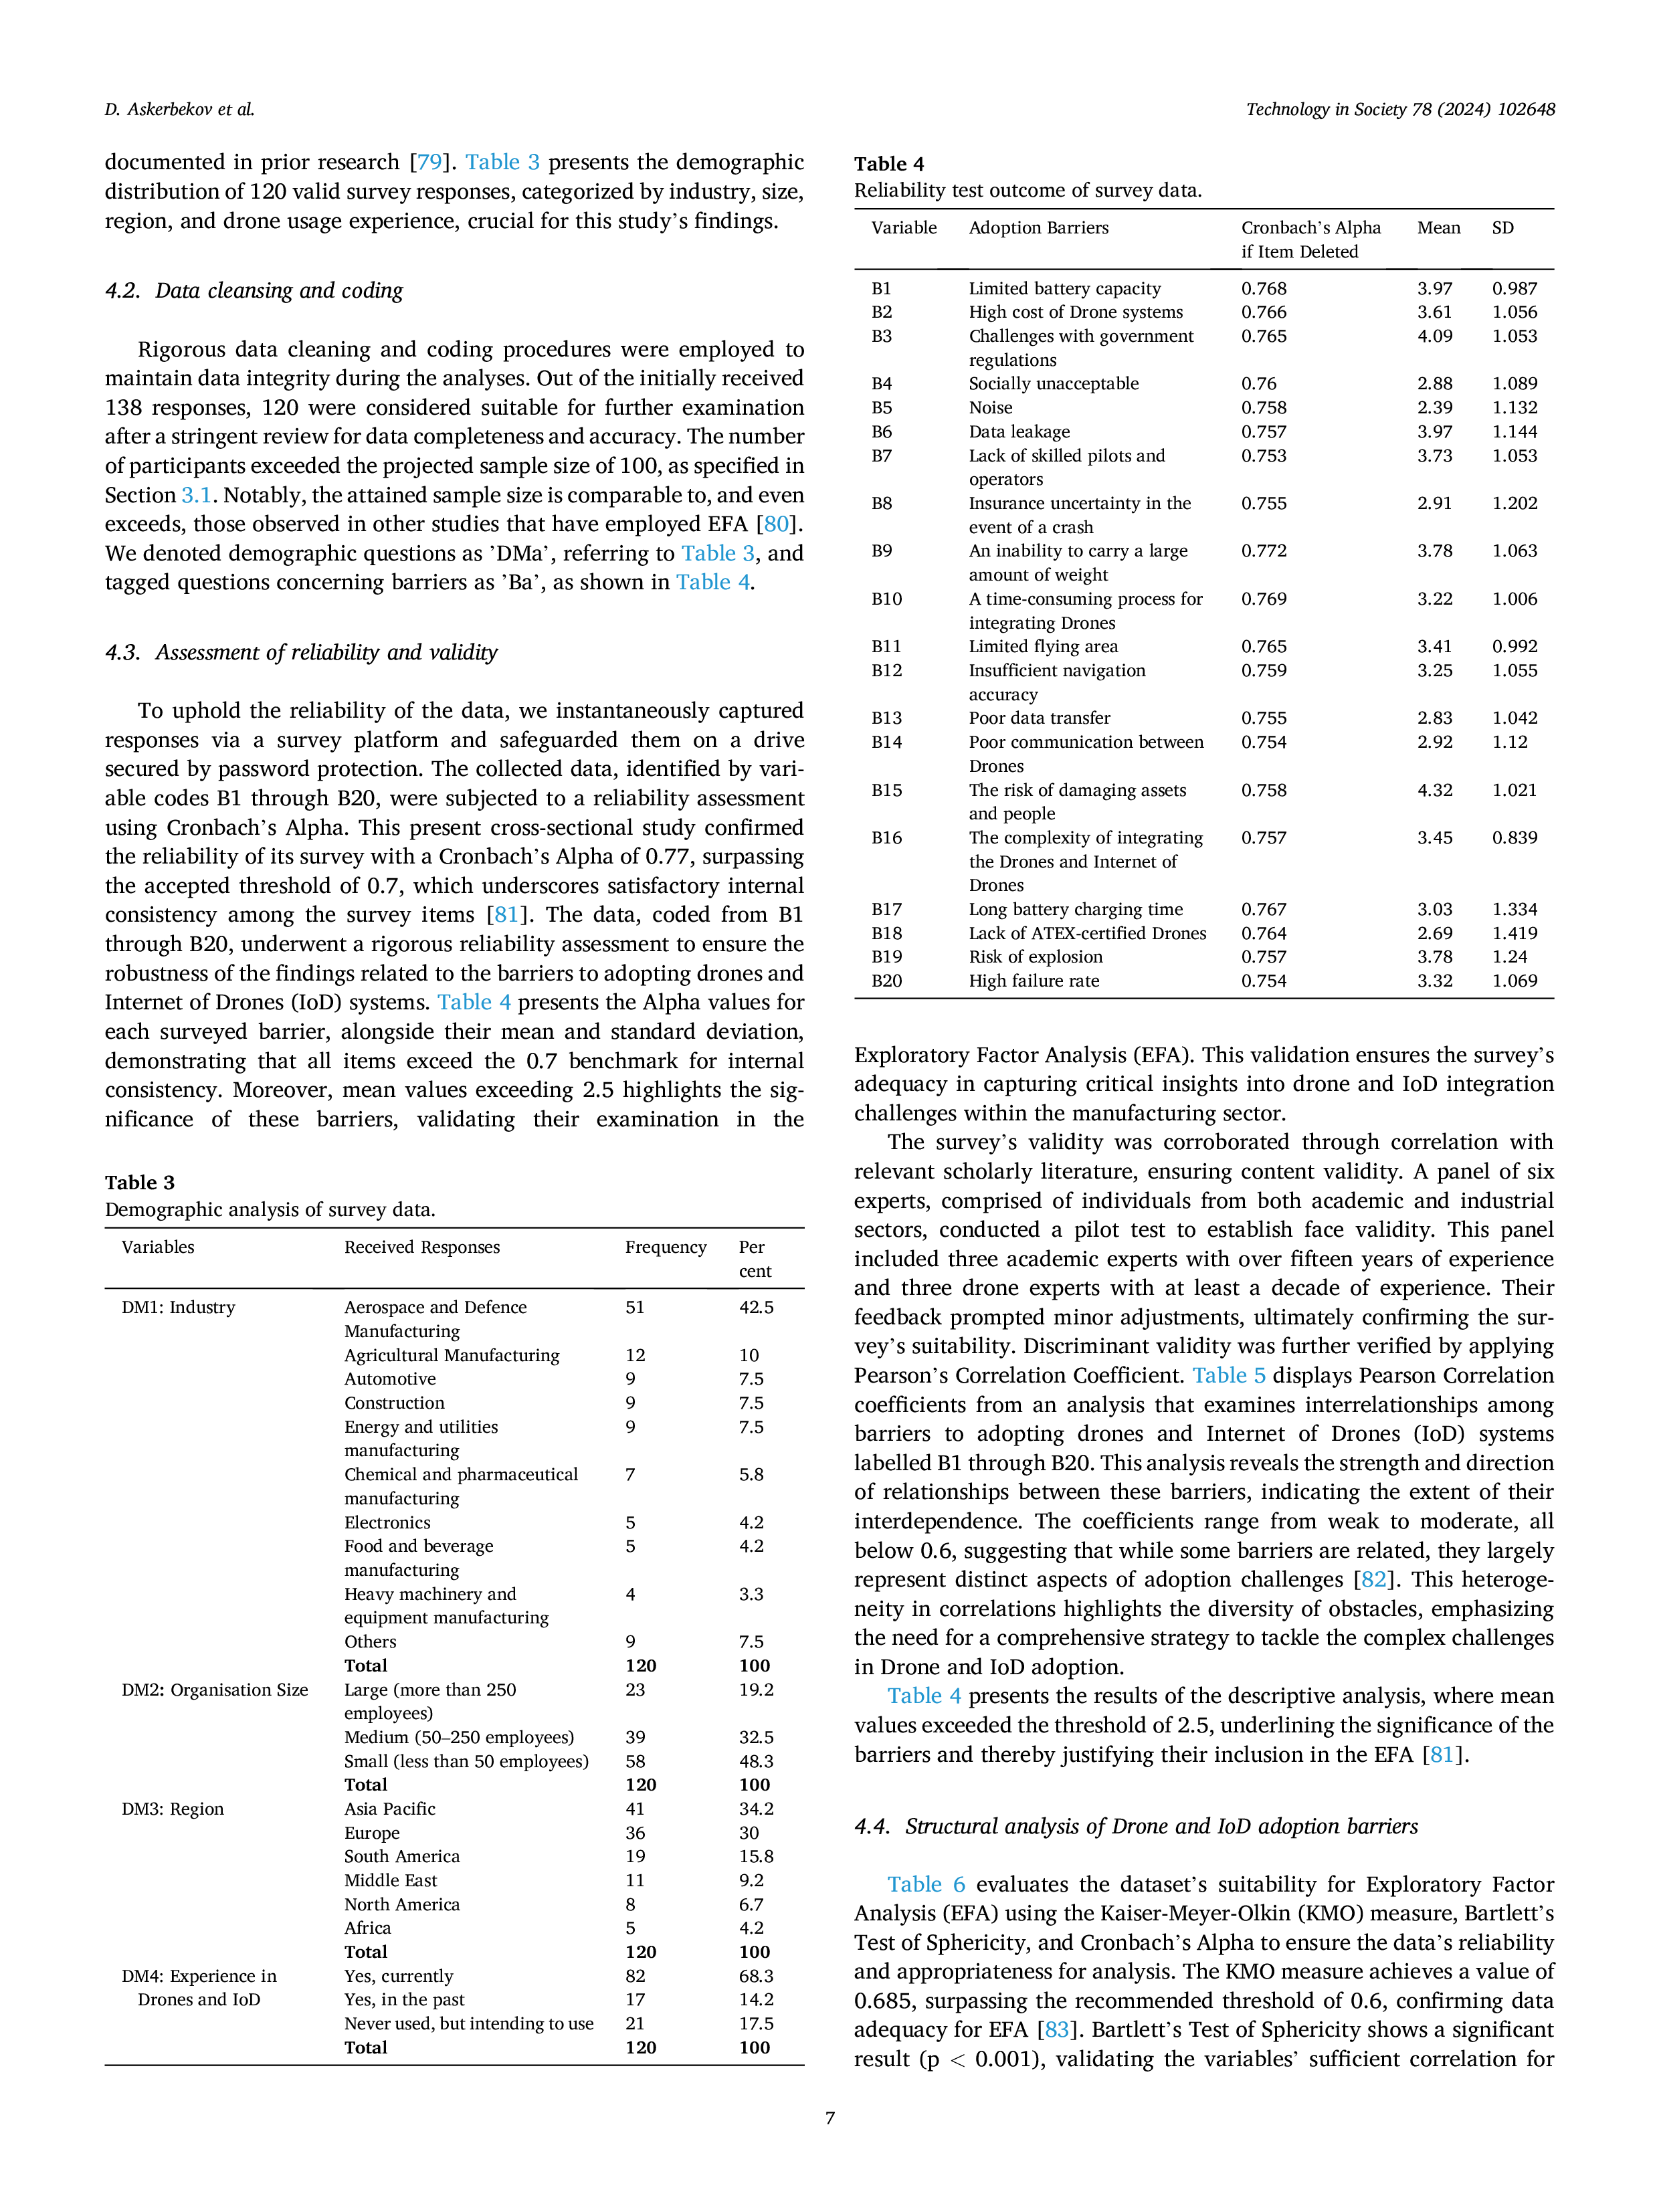 D. Askerbekov et al.
Technology in Society 78 (2024) 102648
documented in prior research [79]. Table 3 presents the demographic
distribution of 120 valid survey responses, categorized by industry, size,
region, and drone usage experience, crucial for this study's findings.
4.2. Data cleansing and coding
Rigorous data cleaning and coding procedures were employed to
maintain data integrity during the analyses. Out of the initially received
138 responses, 120 were considered suitable for further examination
after a stringent review for data completeness and accuracy. The number
of participants exceeded the projected sample size of 100, as specified in
Section 3.1. Notably, the attained sample size is comparable to, and even
exceeds, those observed in other studies that have employed EFA [80].
We denoted demographic questions as 'DMa', referring to Table 3, and
tagged questions concerning barriers as 'Ba', as shown in Table 4.
4.3. Assessment of reliability and validity
To uphold the reliability of the data, we instantaneously captured
responses via a survey platform and safeguarded them on a drive
secured by password protection. The collected data, identified by vari-
able codes B1 through B20, were subjected to a reliability assessment
using Cronbach's Alpha. This present cross-sectional study confirmed
the reliability of its survey with a Cronbach's Alpha of 0.77, surpassing
the accepted threshold of 0.7, which underscores satisfactory internal
consistency among the survey items [81]. The data, coded from B1
through B20, underwent a rigorous reliability assessment to ensure the
robustness of the findings related to the barriers to adopting drones and
Internet of Drones (IoD) systems. Table 4 presents the Alpha values for
each surveyed barrier, alongside their mean and standard deviation,
demonstrating that all items exceed the 0.7 benchmark for internal
consistency. Moreover, mean values exceeding 2.5 highlights the sig-
nificance of these barriers, validating their examination in the
Table 3
Demographic analysis of survey data.
Variables Received Responses Frequency Per
cent
DM1: Industry Aerospace and Defence 51 42.5
Manufacturing
Agricultural Manufacturing 12 10
Automotive 9 7.5
Construction 9 7.5
Energy and utilities 9 7.5
manufacturing
Chemical and pharmaceutical 7 5.8
manufacturing
Electronics 5 4.2
Food and beverage 5 4.2
manufacturing
Heavy machinery and 4 3.3
equipment manufacturing
Others 9 7.5
Total 120 100
DM2: Organisation Size Large (more than 250 23 19.2
employees)
Medium (50–250 employees) 39 32.5
Small (less than 50 employees) 58 48.3
Total 120 100
DM3: Region Asia Pacific 41 34.2
Europe 36 30
South America 19 15.8
Middle East 11 9.2
North America 8 6.7
Africa 5 4.2
Total 120 100
DM4: Experience in Yes, currently 82 68.3
Drones and IoD Yes, in the past 17 14.2
Never used, but intending to use 21 17.5
Total 120 100
Table 4
Reliability test outcome of survey data.
Variable Adoption Barriers Cronbach's Alpha Mean SD
if Item Deleted
B1 Limited battery capacity 0.768 3.97 0.987
B2 High cost of Drone systems 0.766 3.61 1.056
B3 Challenges with government 0.765 4.09 1.053
regulations
B4 Socially unacceptable 0.76 2.88 1.089
B5 Noise 0.758 2.39 1.132
B6 Data leakage 0.757 3.97 1.144
B7 Lack of skilled pilots and 0.753 3.73 1.053
operators
B8 Insurance uncertainty in the 0.755 2.91 1.202
event of a crash
B9 An inability to carry a large 0.772 3.78 1.063
amount of weight
B10 A time-consuming process for 0.769 3.22 1.006
integrating Drones
B11 Limited flying area 0.765 3.41 0.992
B12 Insufficient navigation 0.759 3.25 1.055
accuracy
B13 Poor data transfer 0.755 2.83 1.042
B14 Poor communication between 0.754 2.92 1.12
Drones
B15 The risk of damaging assets 0.758 4.32 1.021
and people
B16 The complexity of integrating 0.757 3.45 0.839
the Drones and Internet of
Drones
B17 Long battery charging time 0.767 3.03 1.334
B18 Lack of ATEX-certified Drones 0.764 2.69 1.419
B19 Risk of explosion 0.757 3.78 1.24
B20 High failure rate 0.754 3.32 1.069
Exploratory Factor Analysis (EFA). This validation ensures the survey's
adequacy in capturing critical insights into drone and IoD integration
challenges within the manufacturing sector.
The survey's validity was corroborated through correlation with
relevant scholarly literature, ensuring content validity. A panel of six
experts, comprised of individuals from both academic and industrial
sectors, conducted a pilot test to establish face validity. This panel
included three academic experts with over fifteen years of experience
and three drone experts with at least a decade of experience. Their
feedback prompted minor adjustments, ultimately confirming the sur-
vey's suitability. Discriminant validity was further verified by applying
Pearson's Correlation Coefficient. Table 5 displays Pearson Correlation
coefficients from an analysis that examines interrelationships among
barriers to adopting drones and Internet of Drones (IoD) systems
labelled B1 through B20. This analysis reveals the strength and direction
of relationships between these barriers, indicating the extent of their
interdependence. The coefficients range from weak to moderate, all
below 0.6, suggesting that while some barriers are related, they largely
represent distinct aspects of adoption challenges [82]. This heteroge-
neity in correlations highlights the diversity of obstacles, emphasizing
the need for a comprehensive strategy to tackle the complex challenges
in Drone and IoD adoption.
Table 4 presents the results of the descriptive analysis, where mean
values exceeded the threshold of 2.5, underlining the significance of the
barriers and thereby justifying their inclusion in the EFA [81].
4.4. Structural analysis of Drone and IoD adoption barriers
Table 6 evaluates the dataset's suitability for Exploratory Factor
Analysis (EFA) using the Kaiser-Meyer-Olkin (KMO) measure, Bartlett's
Test of Sphericity, and Cronbach's Alpha to ensure the data's reliability
and appropriateness for analysis. The KMO measure achieves a value of
0.685, surpassing the recommended threshold of 0.6, confirming data
adequacy for EFA [83]. Bartlett's Test of Sphericity shows a significant
result (p < 0.001), validating the variables' sufficient correlation for
7